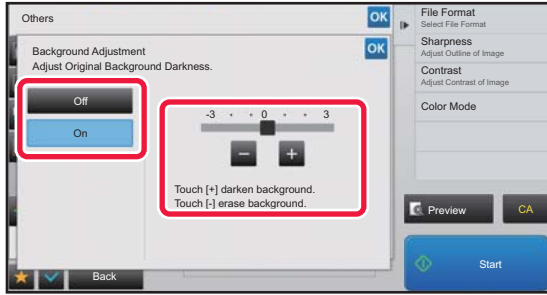 Others
OK
Background Adjustment
Adjust Original Background Darkness.
OK
Off
On
-3 0 3
- +
Touch [+] darken background.
Touch [-] erase background.
Back
File Format
Select File Format
Sharpness
Adjust Outline of Image
Contrast
Adjust Contrast of Image
Color Mode
Preview
CA
Start